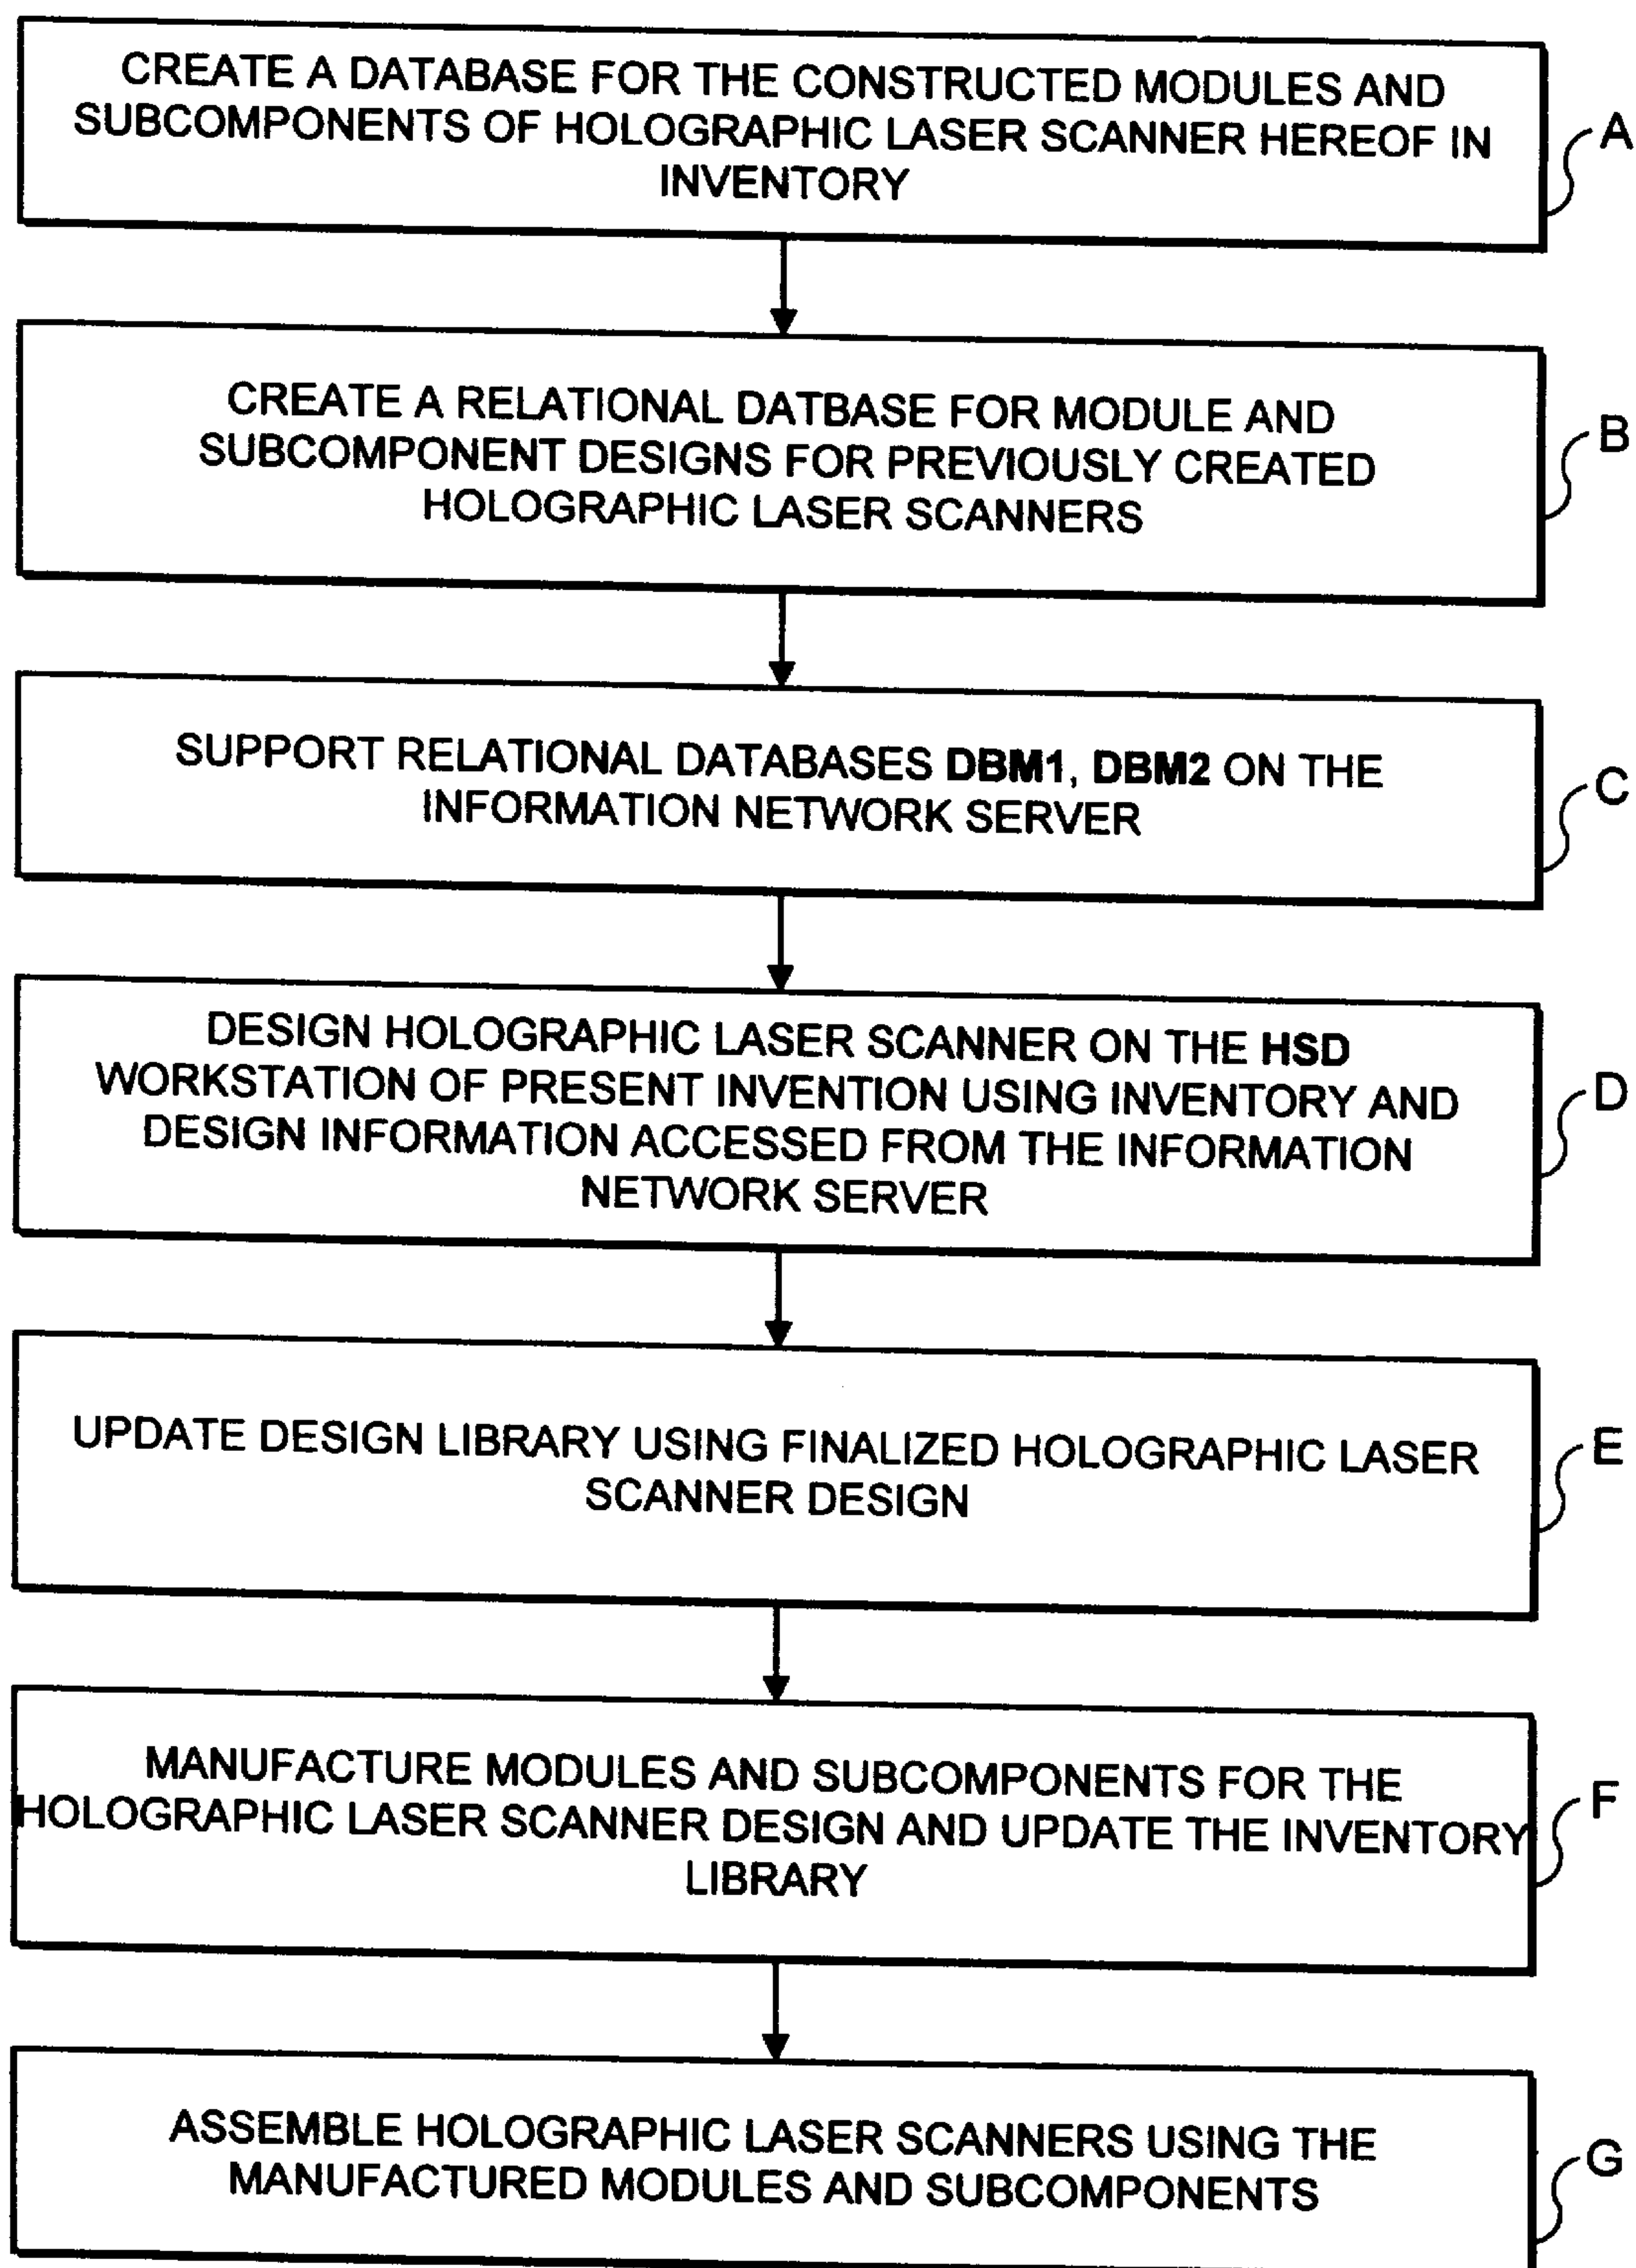 CREATE A DATABASE FOR THE CONSTRUCTED MODULES AND
SUBCOMPONENTS OF HOLOGRAPHIC LASER SCANNER HEREOF IN
INVENTORY
A
CREATE A RELATIONAL DATBASE FOR MODULE AND
SUBCOMPONENT DESIGNS FOR PREVIOUSLY CREATED
HOLOGRAPHIC LASER SCANNERS
B
SUPPORT RELATIONAL DATABASES DBM1, DBM2 ON THE
INFORMATION NETWORK SERVER
C
DESIGN HOLOGRAPHIC LASER SCANNER ON THE HSD
WORKSTATION OF PRESENT INVENTION USING INVENTORY AND
DESIGN INFORMATION ACCESSED FROM THE INFORMATION
NETWORK SERVER
D
UPDATE DESIGN LIBRARY USING FINALIZED HOLOGRAPHIC LASER
SCANNER DESIGN
E
MANUFACTURE MODULES AND SUBCOMPONENTS FOR THE
HOLOGRAPHIC LASER SCANNER DESIGN AND UPDATE THE INVENTORY
LIBRARY
F
ASSEMBLE HOLOGRAPHIC LASER SCANNERS USING THE
MANUFACTURED MODULES AND SUBCOMPONENTS
G